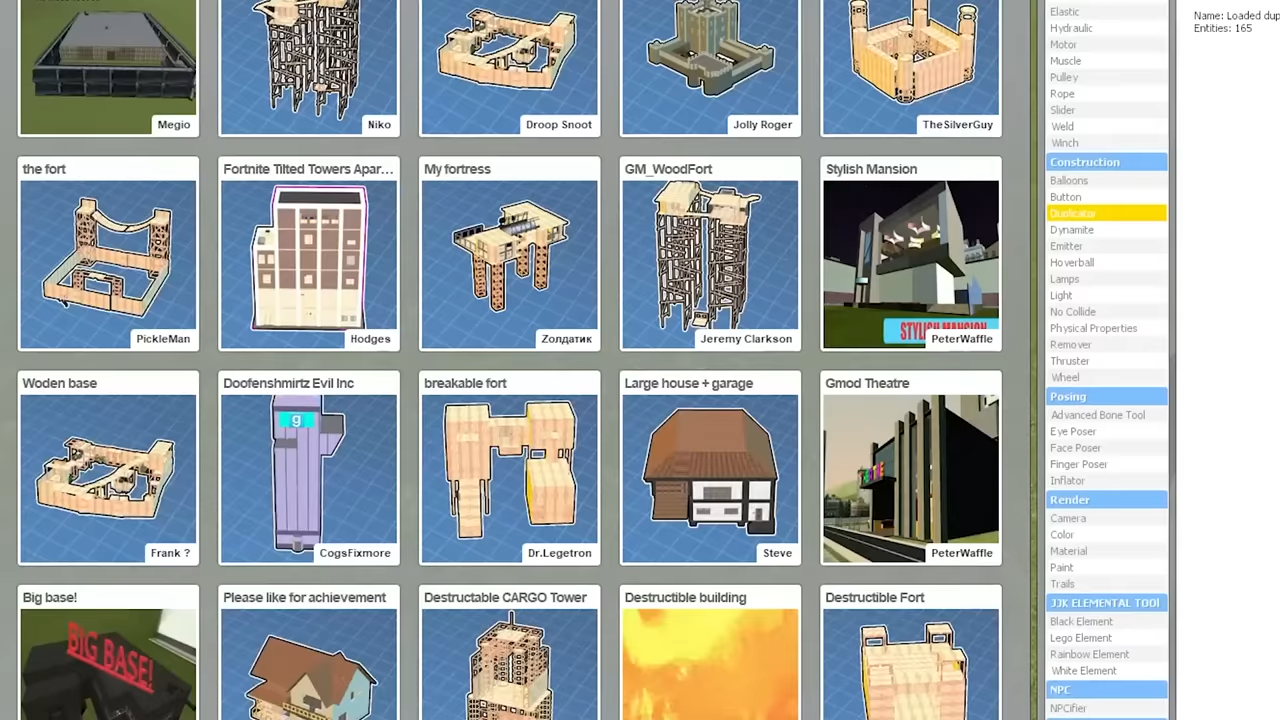 Megio
Niko
Droop Snoot
Jolly Roger
TheSilverGuy
the fort
Fortnite Tilted Towers Apar...
My fortress
GM_WoodFort
Stylish Mansion
STYLISH MANSION
PickleMan
Hodges
Zoлдатик
Jeremy Clarkson
PeterWaffle
Woden base
Doofenshmirtz Evil Inc
breakable fort
Large house + garage
Gmod Theatre
g
Frank ?
CogsFixmore
Dr.Legetron
Steve
PeterWaffle
Big base!
Please like for achievement
Destructable CARGO Tower
Destructible building
Destructible Fort
BIG BASE!
Elastic
Hydraulic
Motor
Muscle
Pulley
Rope
Slider
Weld
Winch
Construction
Balloons
Button
Duplicator
Dynamite
Emitter
Hoverball
Lamps
Light
No Collide
Physical Properties
Remover
Thruster
Wheel
Posing
Advanced Bone Tool
Eye Poser
Face Poser
Finger Poser
Inflator
Render
Camera
Color
Material
Paint
Trails
JJK ELEMENTAL TOOl
Black Element
Lego Element
Rainbow Element
White Element
NPC
NPCifier
Name: Loaded dup
Entities: 165